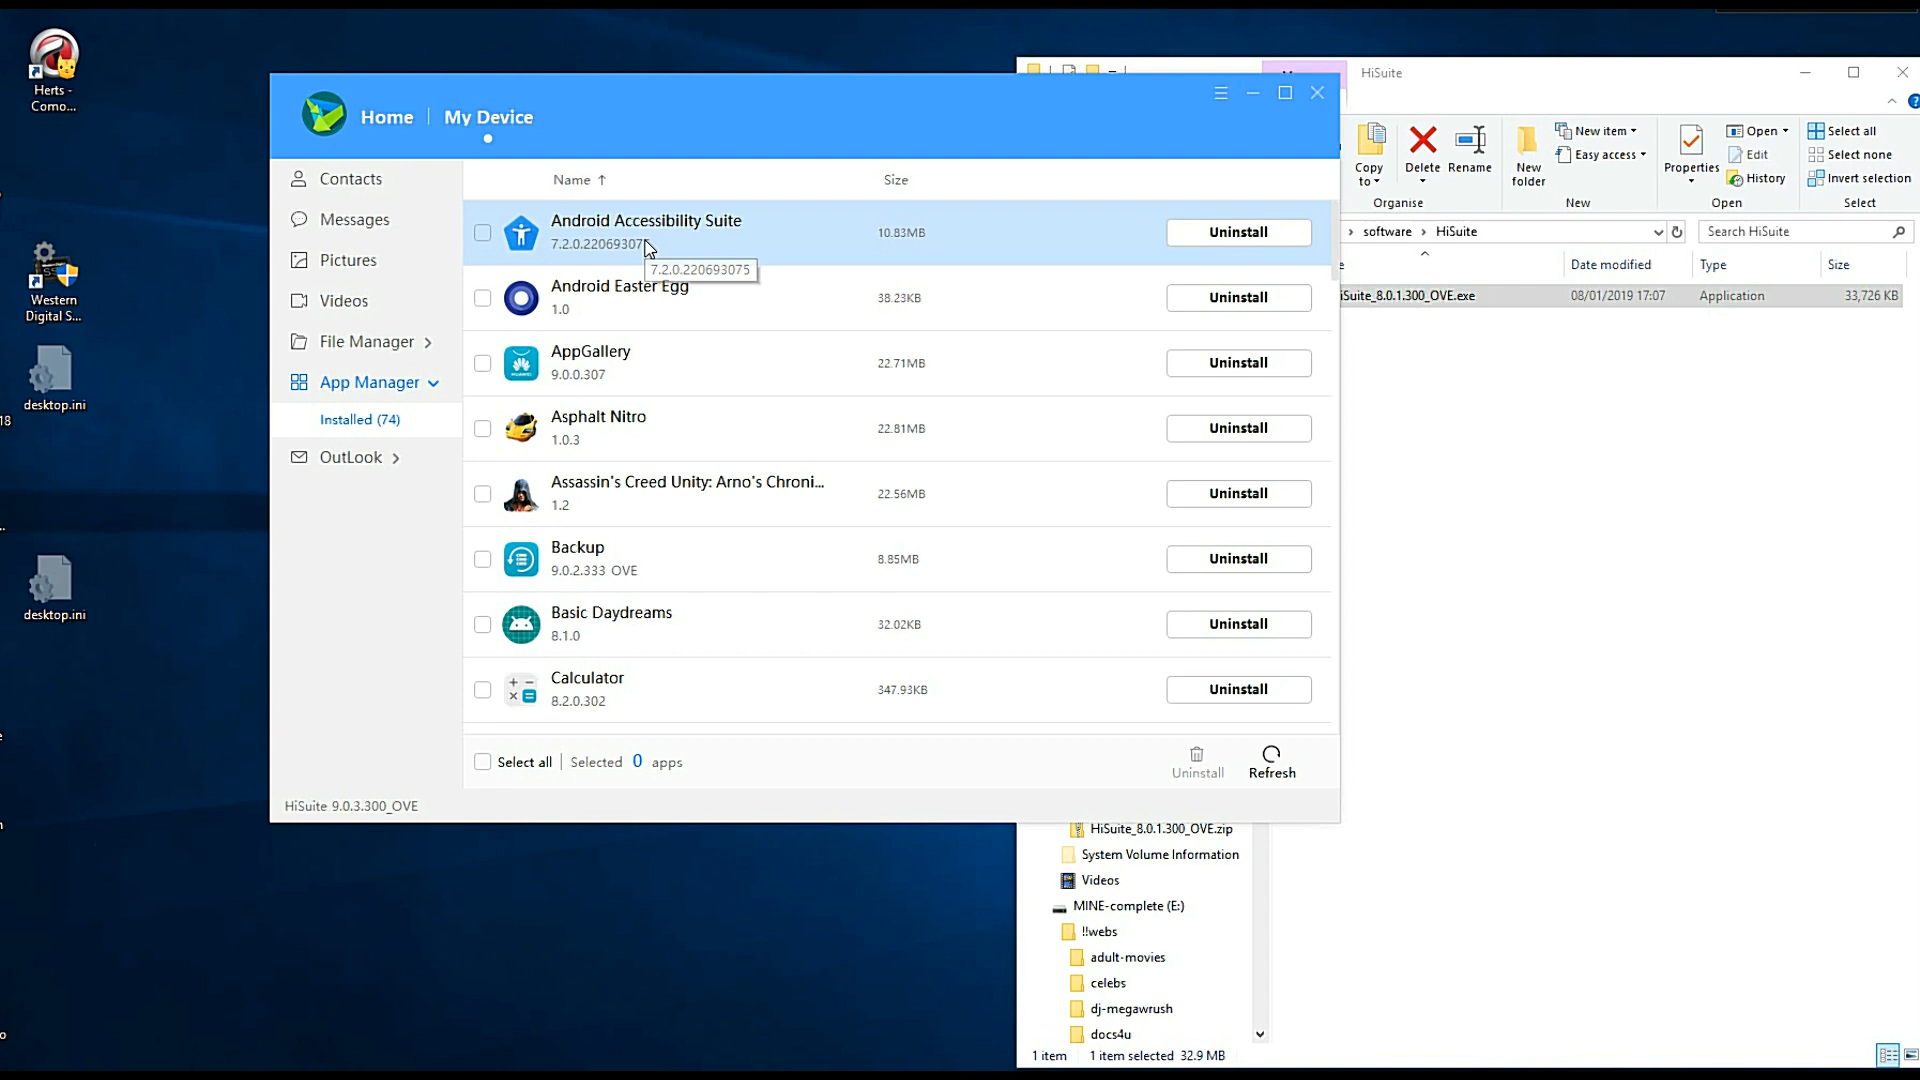 Herts -
Como...
Western
Digital S...
desktop.ini
18
desktop.ini
Home
My Device
Contacts
Messages
Pictures
Videos
File Manager
App Manager
Installed (74)
OutLook
Name
Size
Android Accessibility Suite
7.2.0.22069307
10.83MB
Uninstall
7.2.0.220693075
Android Easter Egg
1.0
38.23KB
Uninstall
AppGallery
9.0.0.307
22.71MB
Uninstall
Asphalt Nitro
1.0.3
22.81MB
Uninstall
Assassin's Creed Unity: Arno's Chroni...
1.2
22.56MB
Uninstall
Backup
9.0.2.333 OVE
8.85MB
Uninstall
Basic Daydreams
8.1.0
32.02KB
Uninstall
Calculator
8.2.0.302
347.93KB
Uninstall
Select all
Selected 0 apps
Uninstall
Refresh
HiSuite 9.0.3.300_OVE
HiSuite
Copy
to
Delete
Rename
Organise
New
folder
New item
Easy access
New
Properties
Open
Edit
History
Open
Select all
Select none
Invert selection
Select
software
HiSuite
Search HiSuite
Date modified
Type
Size
iSuite_8.0.1.300_OVE.exe
08/01/2019 17:07
Application
33,726 KB
HiSuite_8.0.1.300_OVE.zip
System Volume Information
Videos
MINE-complete (E:)
!!webs
adult-movies
celebs
dj-megawrush
docs4u
1 item
1 item selected 32.9 MB